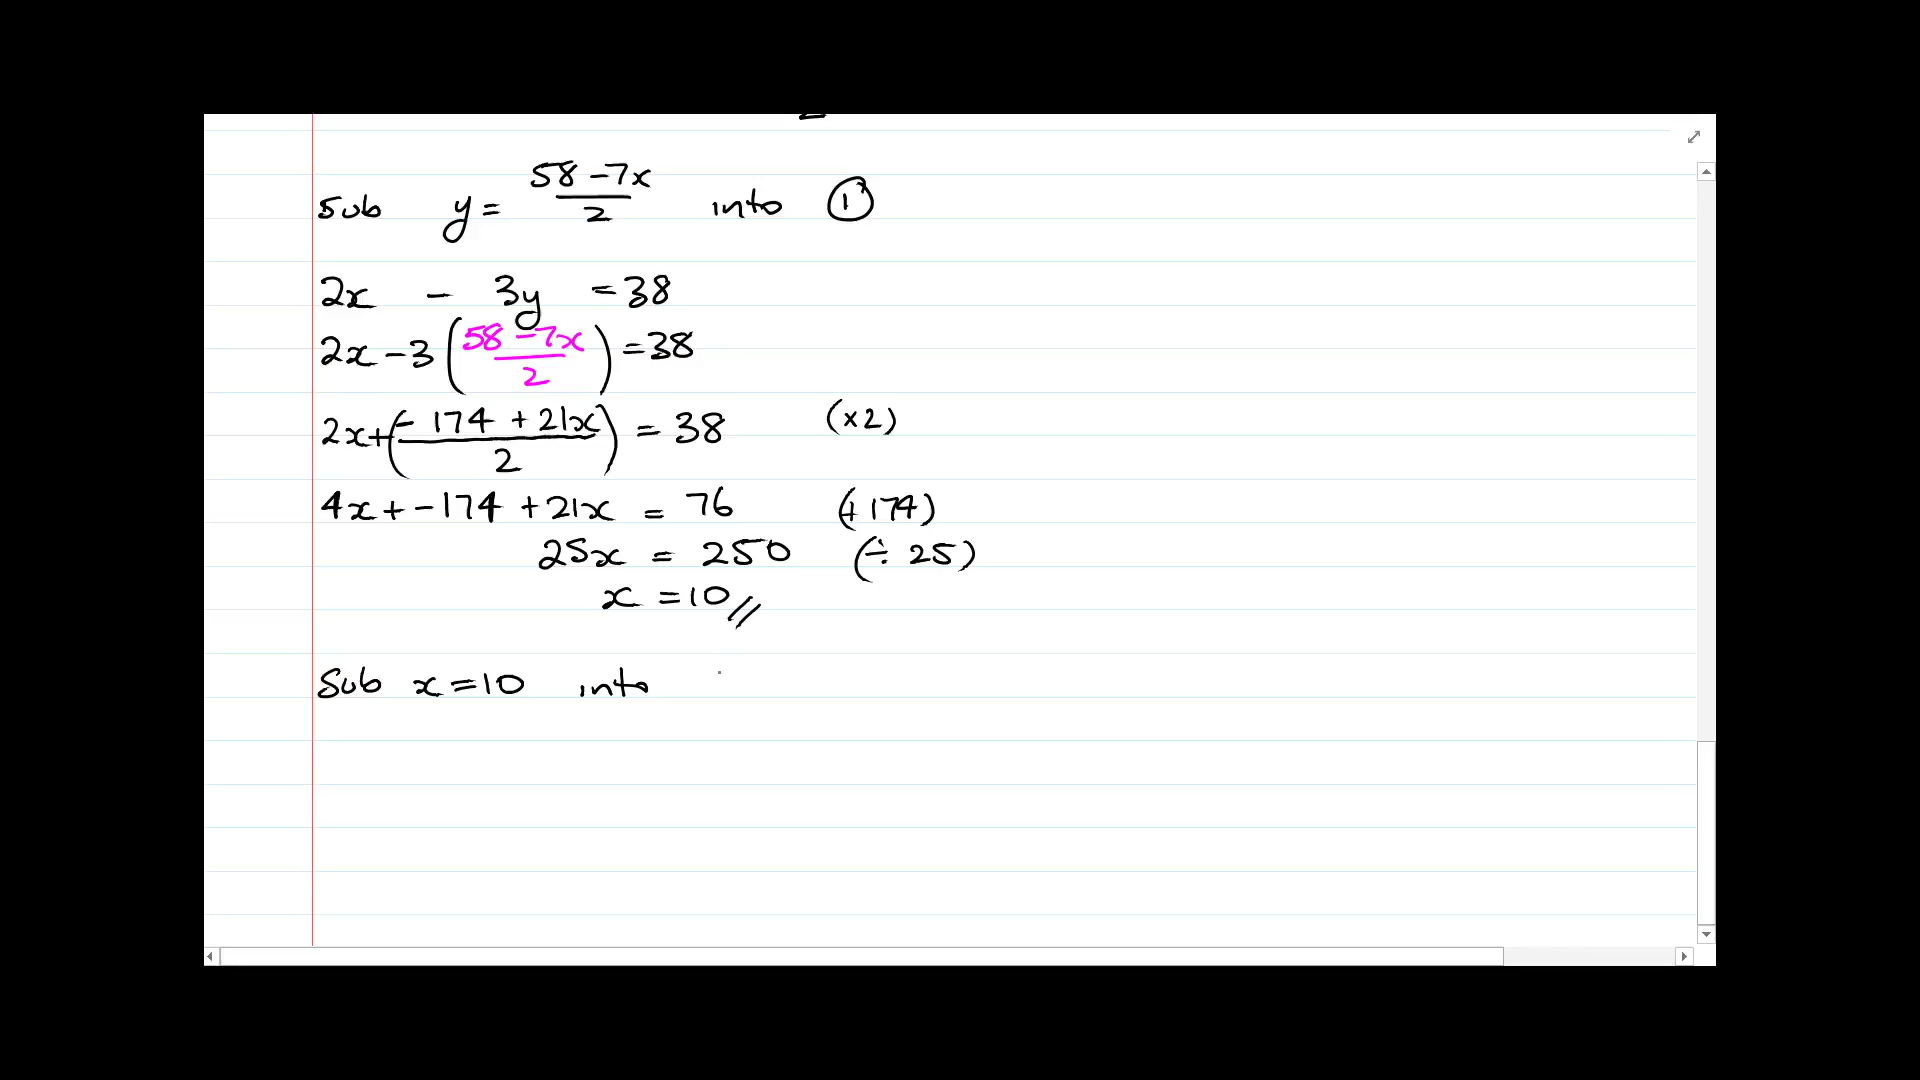 Sub y = 58 - 7x / 2 into ①
2x - 3y = 38
2x - 3 (58 - 7x / 2) = 38
2x + (- 174 + 21x / 2) = 38 (×2)
4x + - 174 + 21x = 76 (+ 174)
25x = 250 (÷ 25)
x = 10 //
Sub x = 10 into